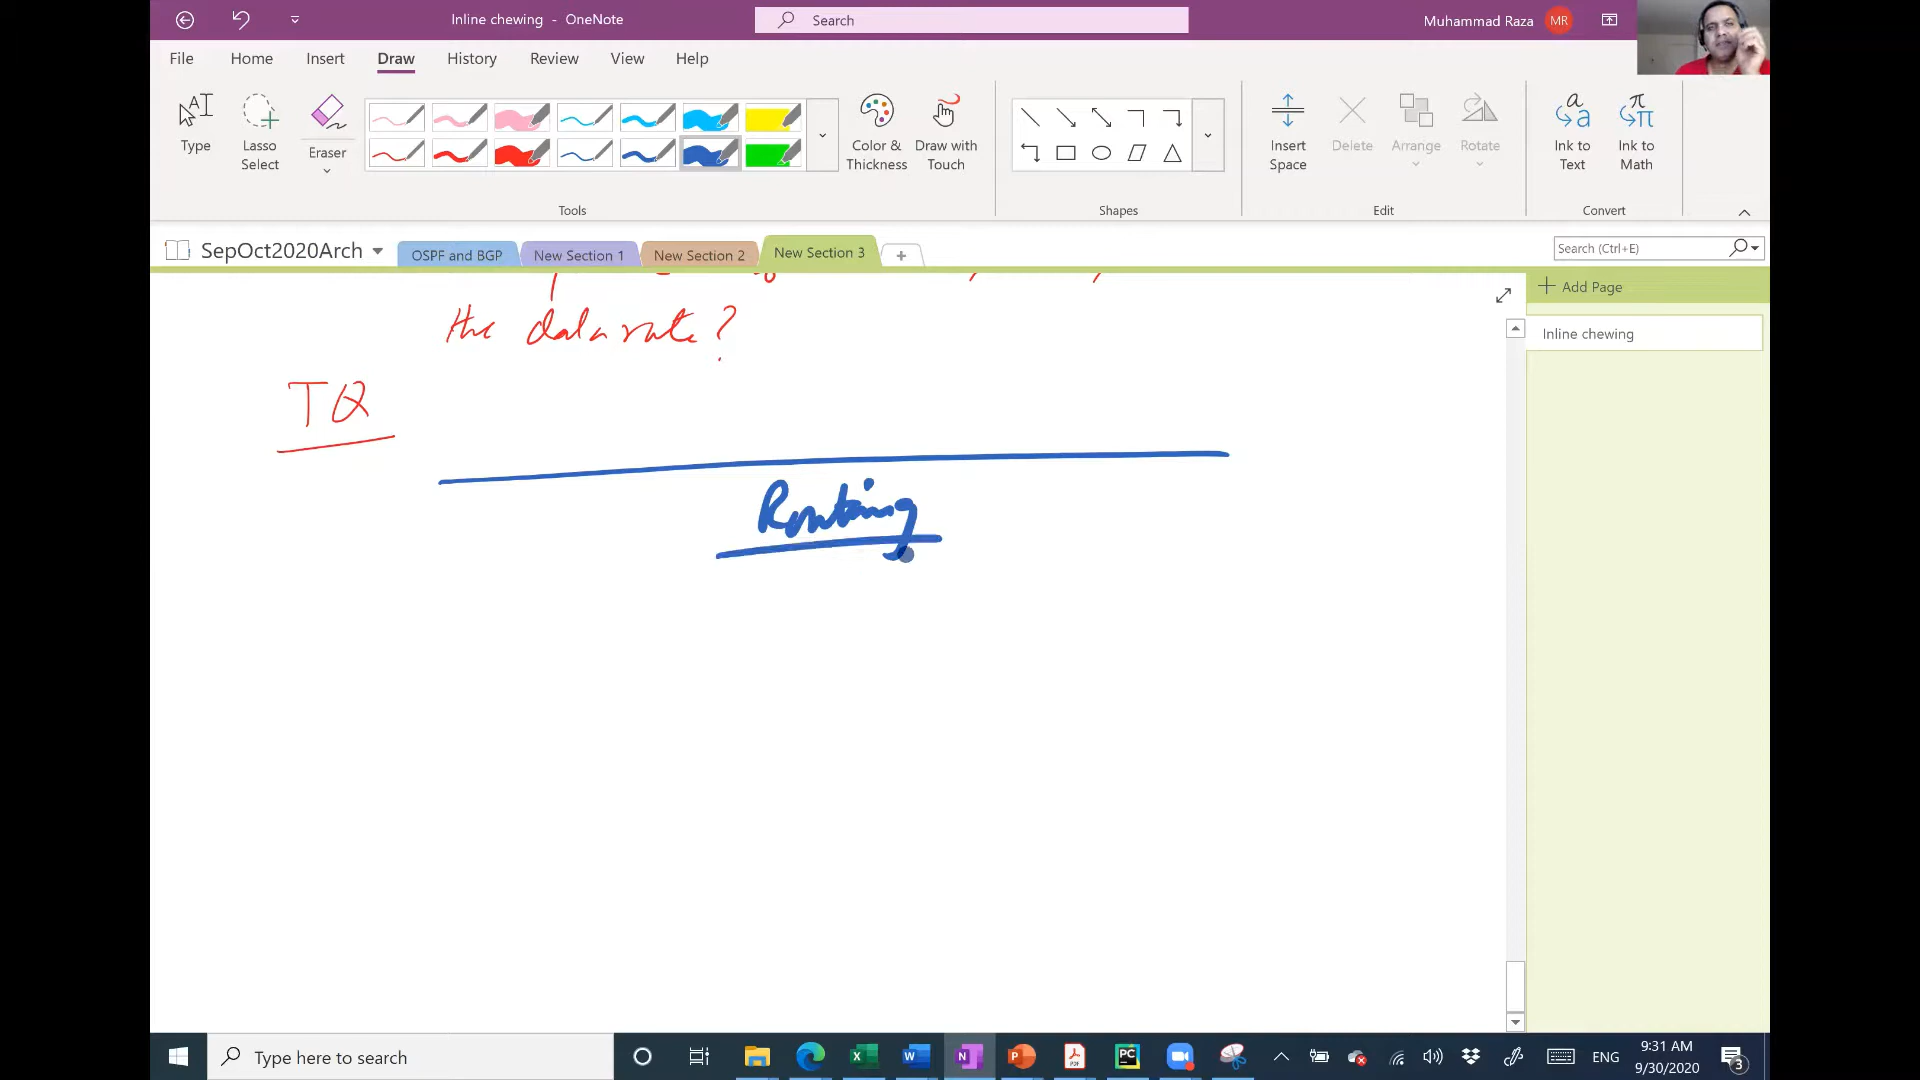 Inline chewing - OneNote
Search
Muhammad Raza
MR
File Home Insert Draw History Review View Help
Type
Lasso Select
Eraser
Color & Thickness
Draw with Touch
Insert Space
Delete
Arrange
Rotate
Ink to Text
Ink to Math
Tools
Shapes
Edit
Convert
SepOct2020Arch
OSPF and BGP
New Section 1
New Section 2
New Section 3
Search (Ctrl+E)
Add Page
Inline chewing
the data rate?
TQ
Routing
Type here to search
ENG
9:31 AM
9/30/2020
3